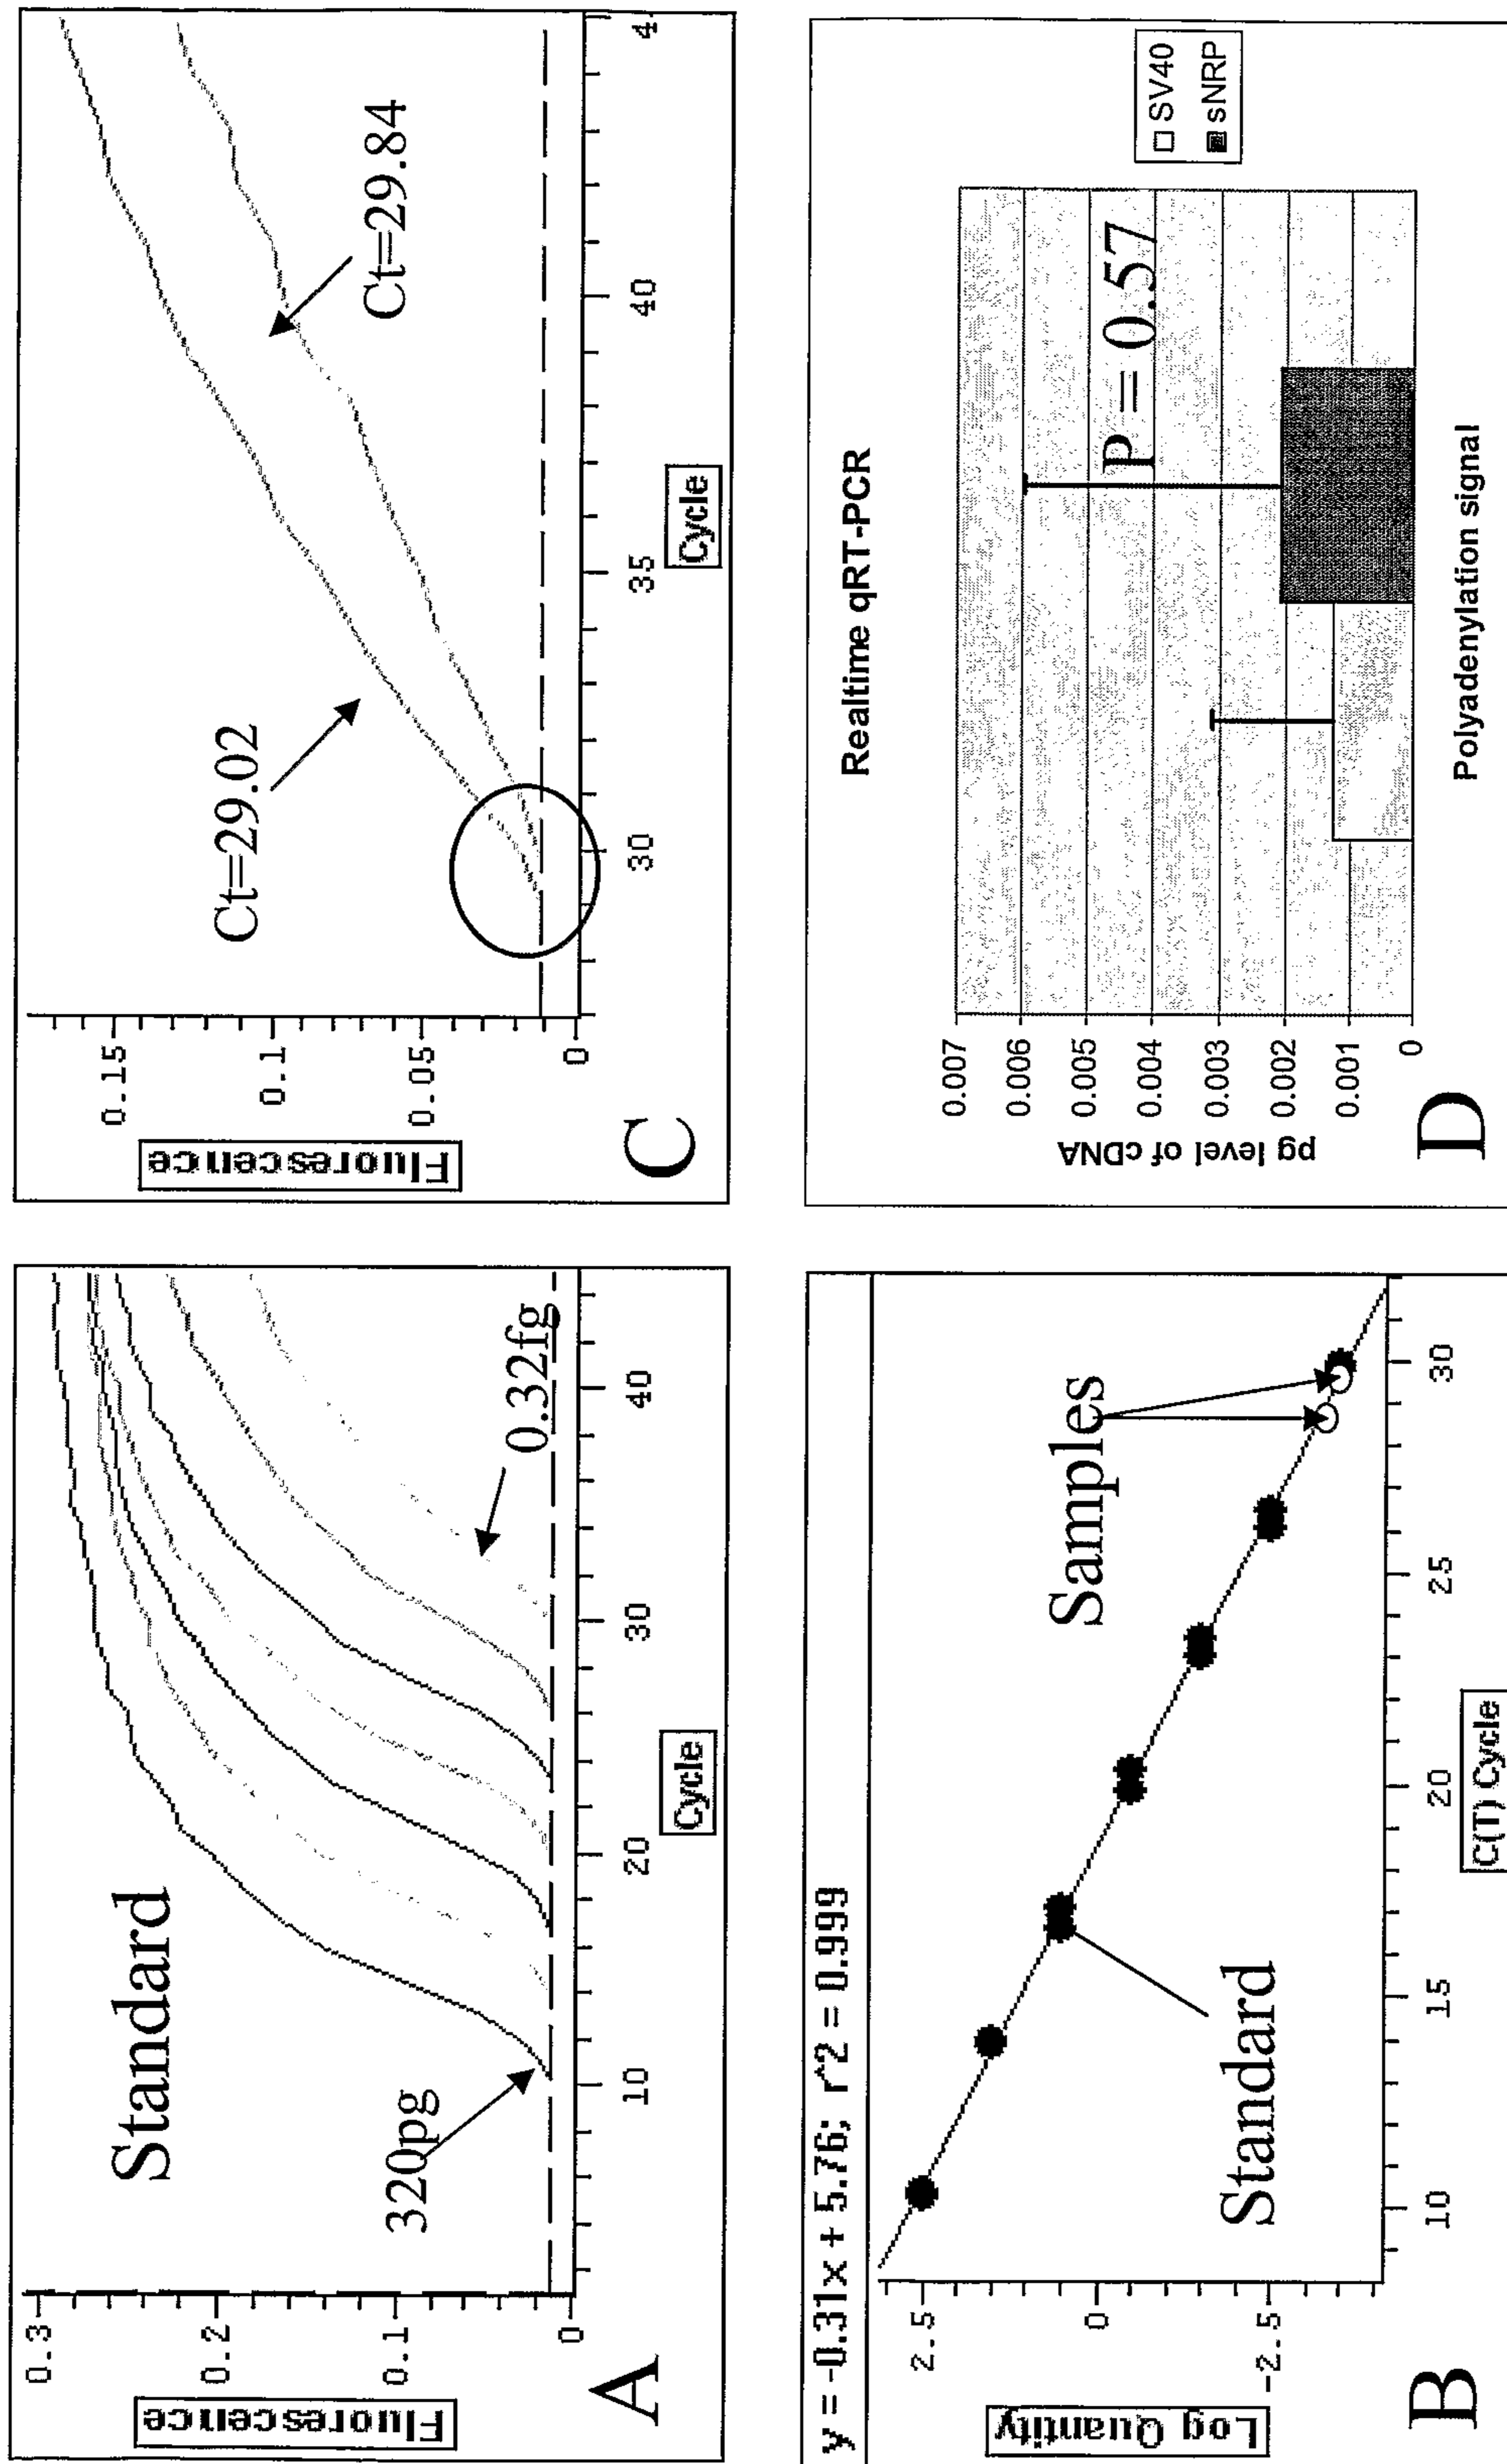 Standard
320pg
0.32fg
0.3
0.2
0.1
0
Fluorescence
10
20
30
40
Cycle
A
y = -0.31x + 5.76; r^2 = 0.999
2.5
0
-2.5
Log Quantity
Standard
Samples
10
15
20
25
30
C(T) Cycle
B
Ct=29.02
Ct=29.84
0.15
0.1
0.05
0
Fluorescence
30
35
40
4
Cycle
C
Realtime qRT-PCR
P = 0.57
0.007
0.006
0.005
0.004
0.003
0.002
0.001
0
pg level of cDNA
Polyadenylation signal
SV40
sNRP
D